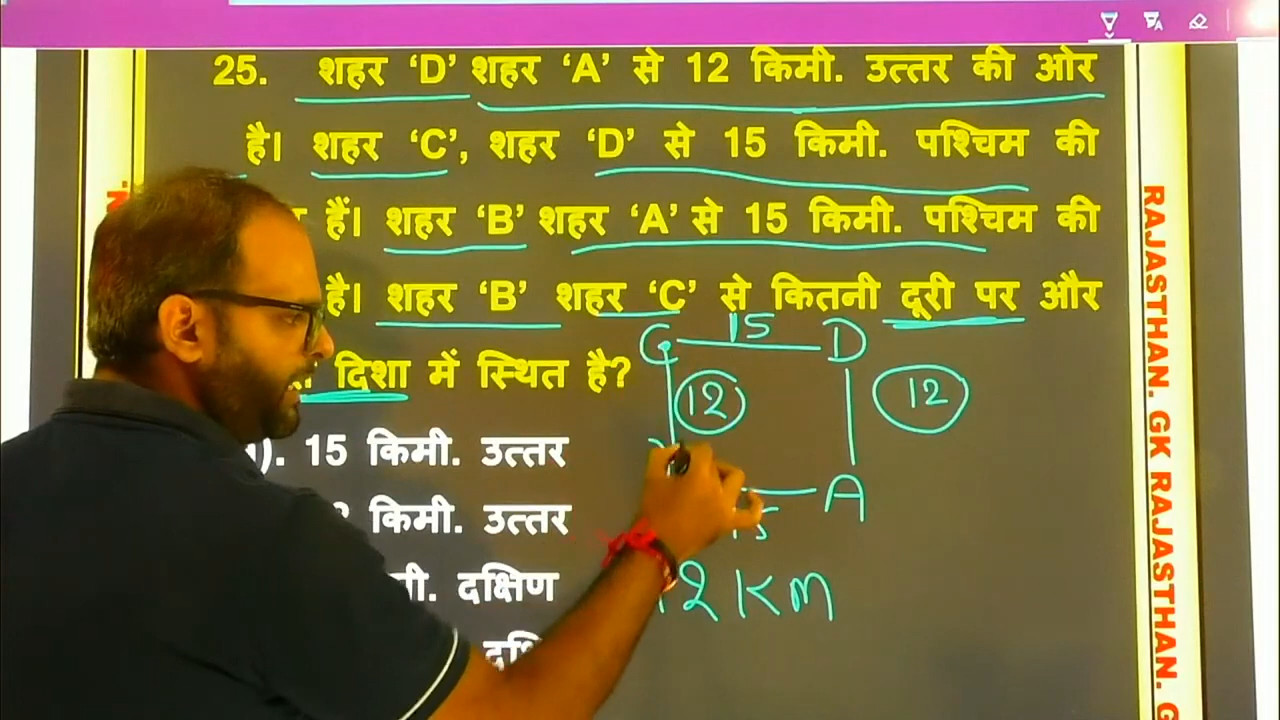 25. शहर ‘D’ शहर ‘A’ से 12 किमी. उत्तर की ओर
है। शहर ‘C’, शहर ‘D’ से 15 किमी. पश्चिम की
हैं। शहर ‘B’ शहर ‘A’ से 15 किमी. पश्चिम की
है। शहर ‘B’ शहर ‘C’ से कितनी दूरी पर और
दिशा में स्थित है?
C 15 D
12 12
). 15 किमी. उत्तर
किमी. उत्तर
A
15
दक्षिण
12 KM
RAJASTHAN. GK RAJASTHAN. G